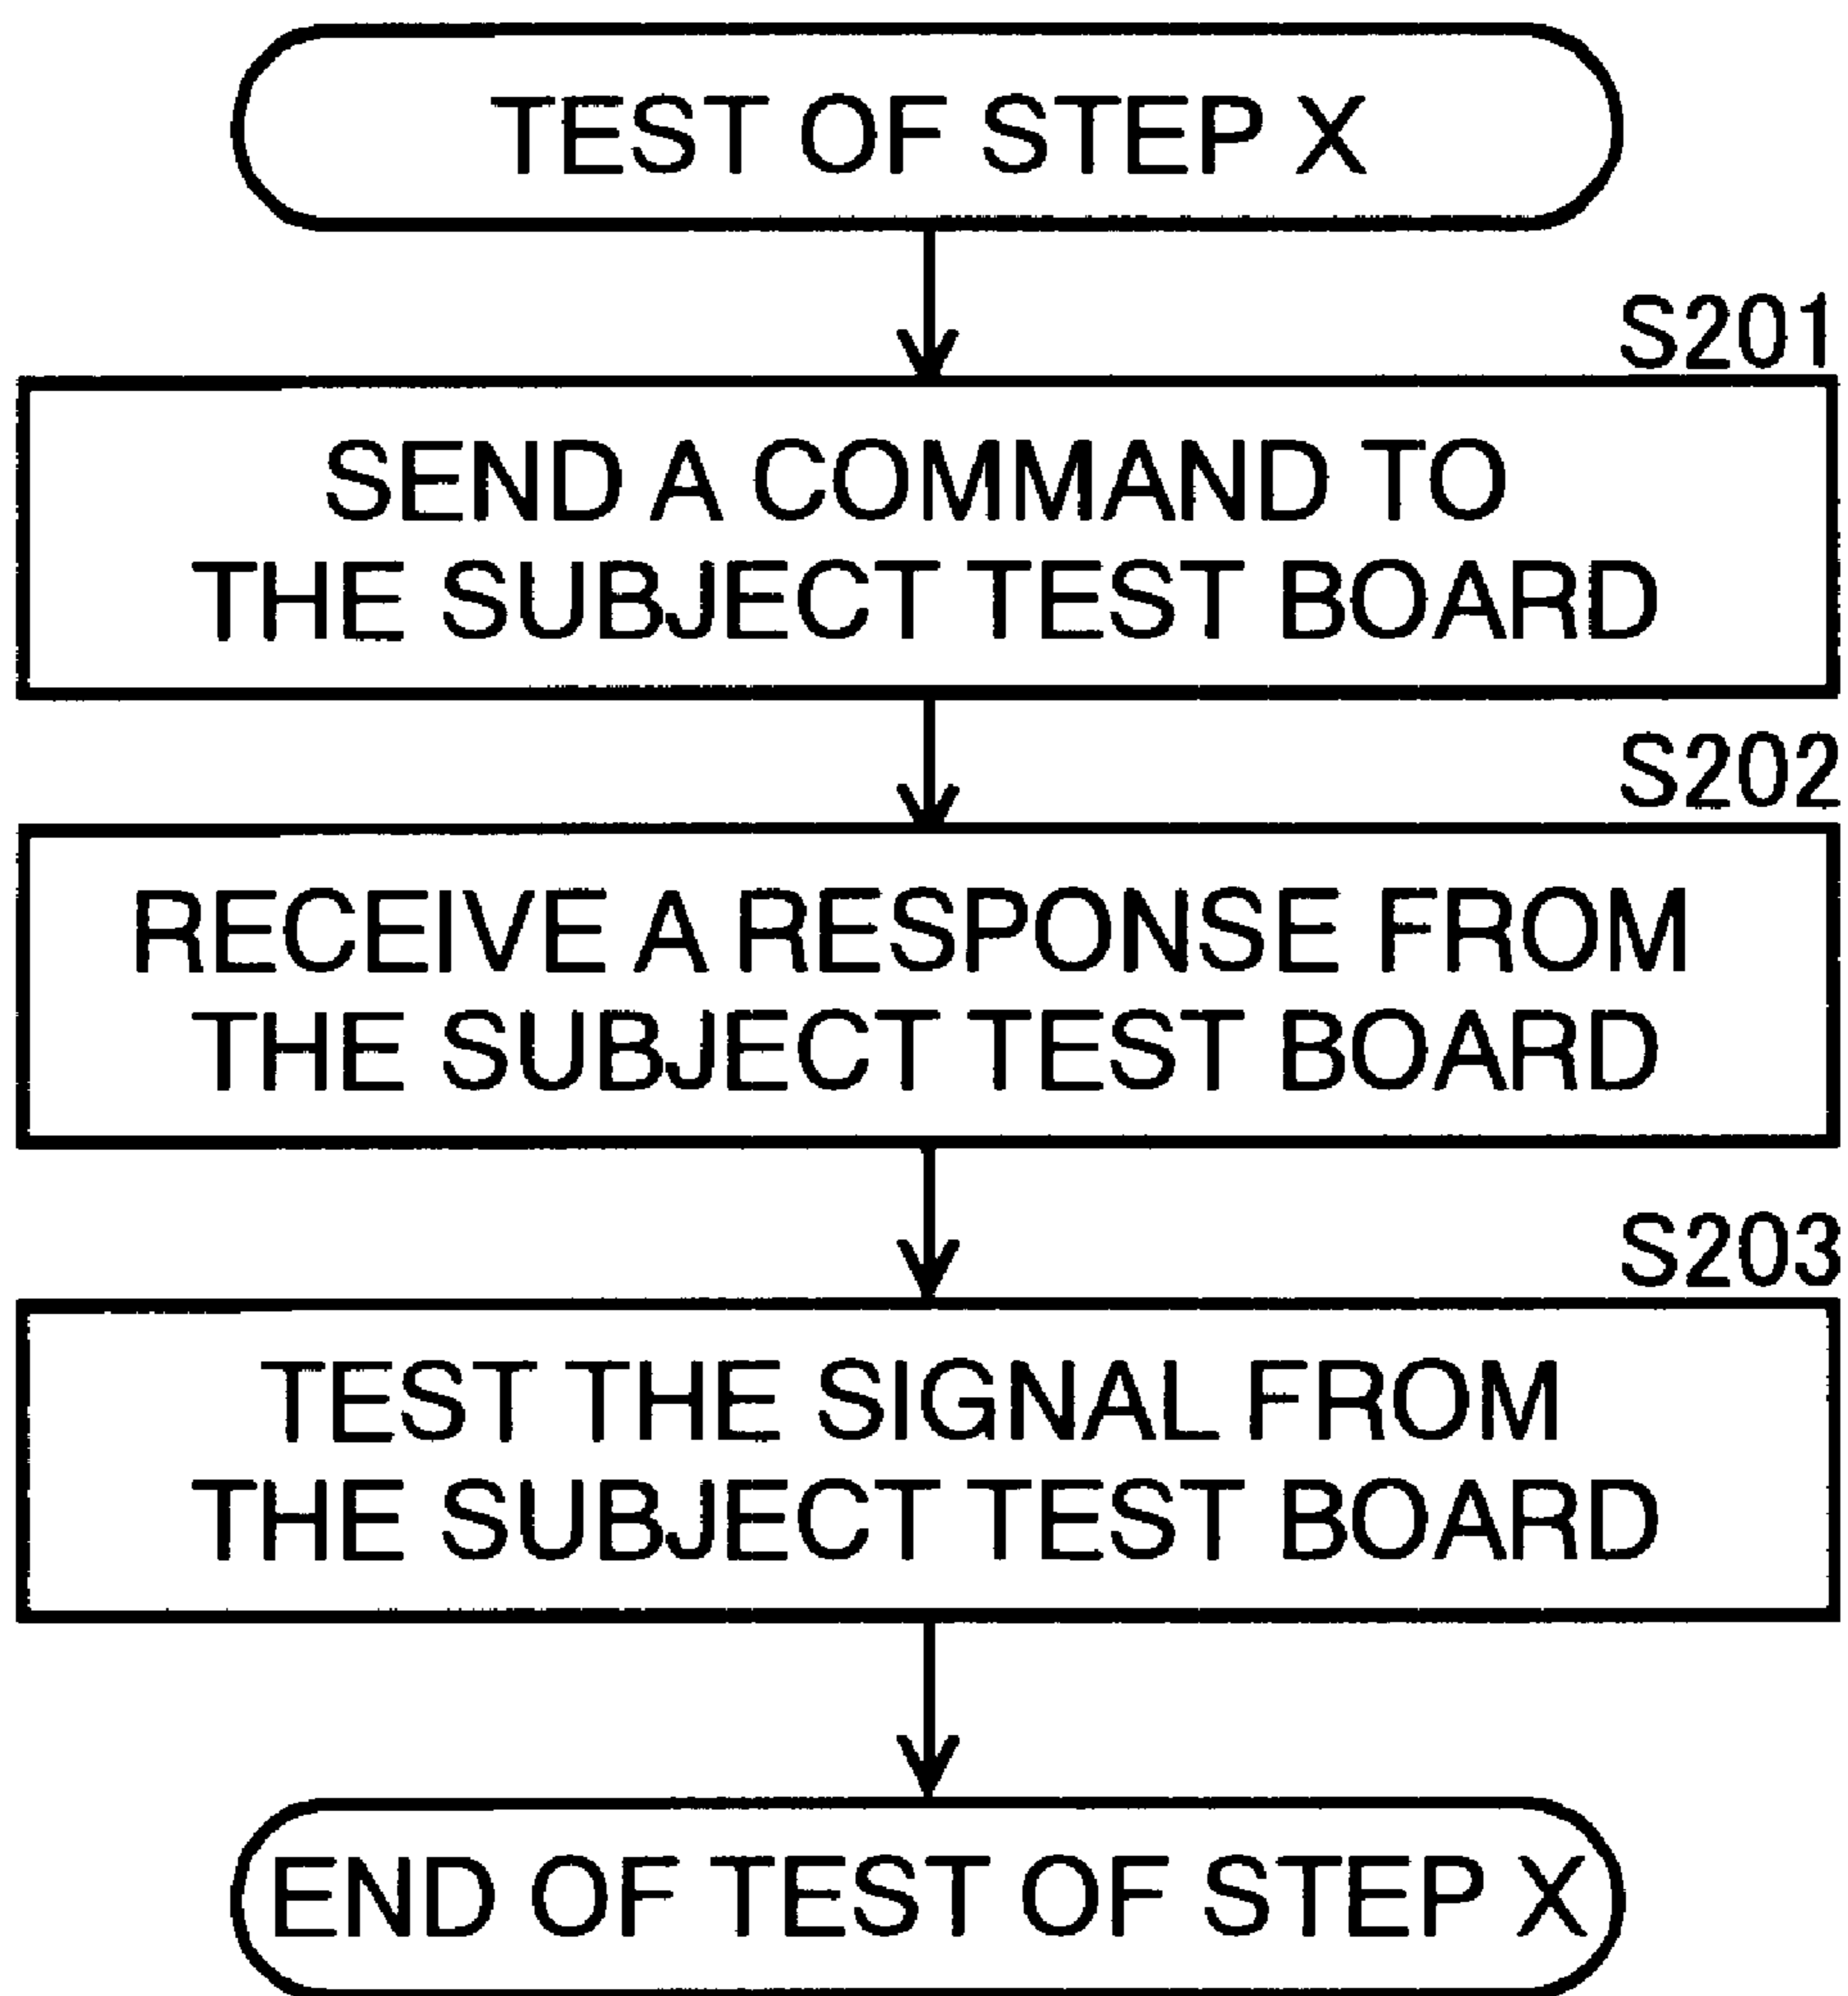 TEST OF STEP X
S201
SEND A COMMAND TO
THE SUBJECT TEST BOARD
S202
RECEIVE A RESPONSE FROM
THE SUBJECT TEST BOARD
S203
TEST THE SIGNAL FROM
THE SUBJECT TEST BOARD
END OF TEST OF STEP X